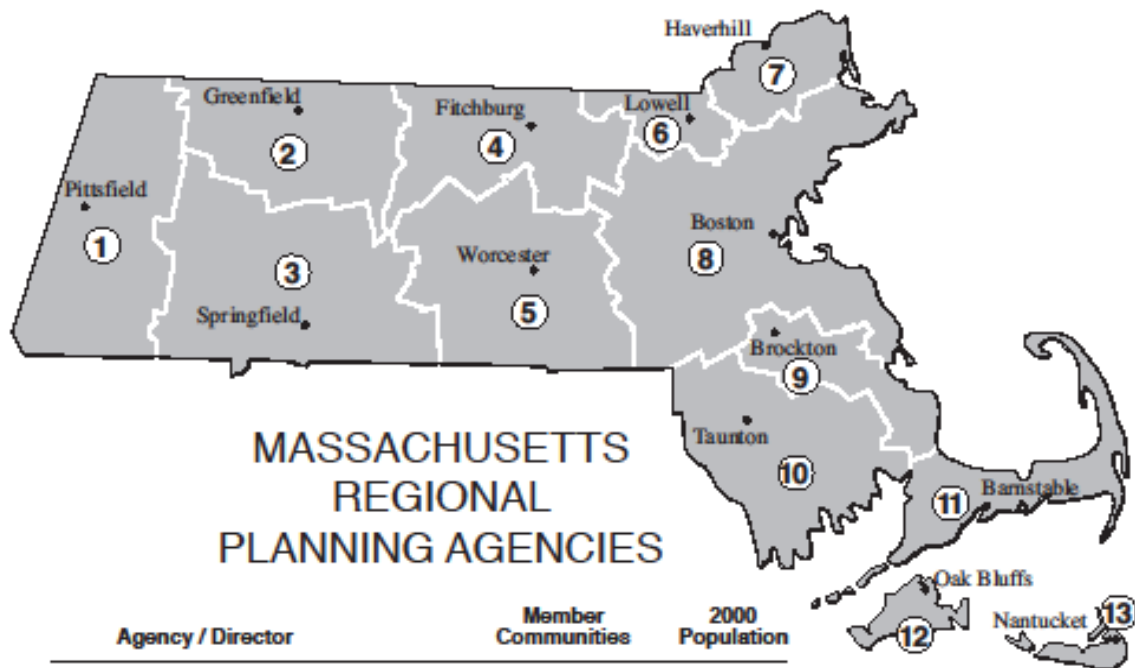 Haverhill
7
Greenfield
Fitchburg
Lowell
2
4
6
Pittsfield
1
3
Worcester
5
Boston
8
Springfield
Brockton
9
Taunton
10
Barnstable
11
Oak Bluffs
12
Nantucket
13
MASSACHUSETTS
REGIONAL
PLANNING AGENCIES
Agency / Director
Member
Communities
2000
Population